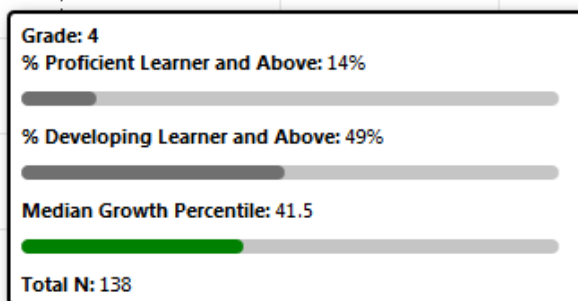 Grade: 4
% Proficient Learner and Above: 14%
% Developing Learner and Above: 49%
Median Growth Percentile: 41.5
Total N: 138